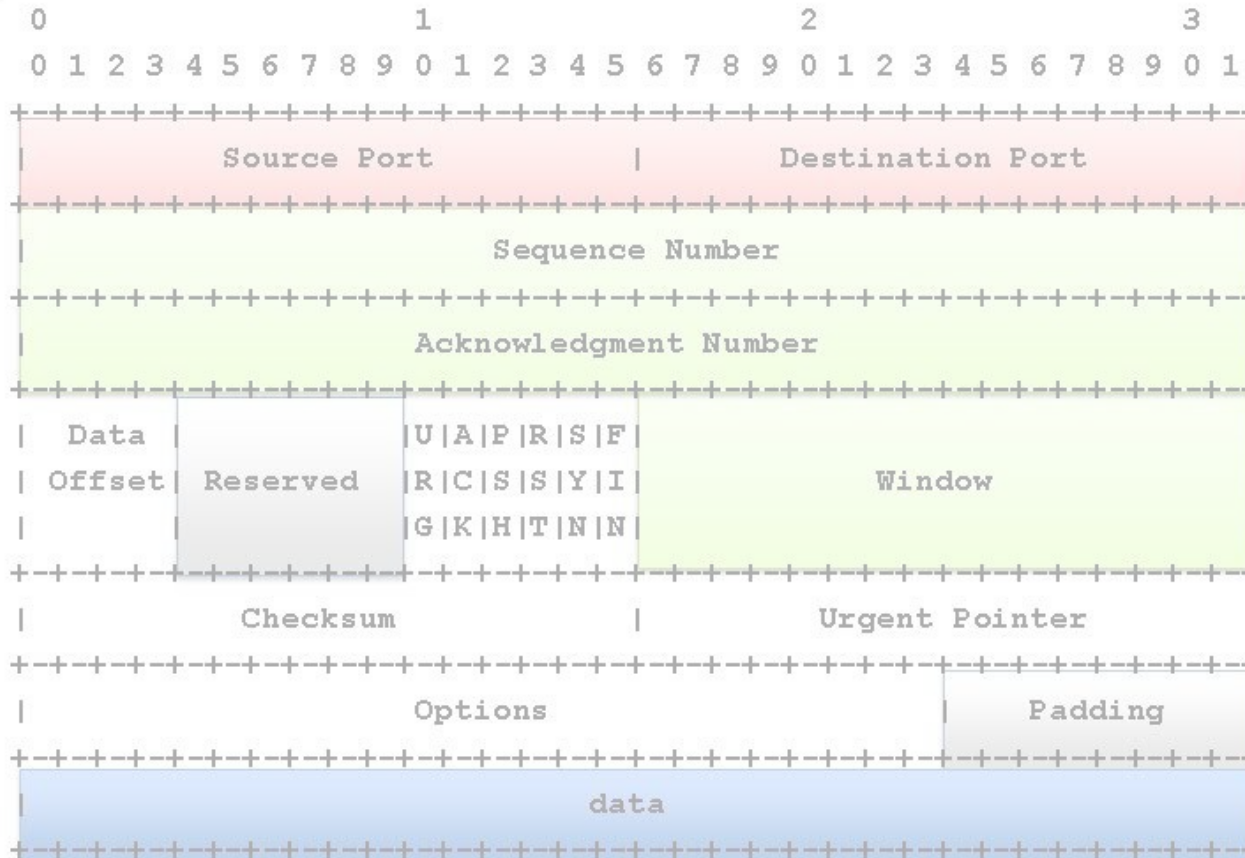 0 1 2 3
0 1 2 3 4 5 6 7 8 9 0 1 2 3 4 5 6 7 8 9 0 1 2 3 4 5 6 7 8 9 0 1
+-+-+-+-+-+-+-+-+-+-+-+-+-+-+-+-+-+-+-+-+-+-+-+-+-+-+-+-+-+-+-+-
| Source Port | Destination Port
+-+-+-+-+-+-+-+-+-+-+-+-+-+-+-+-+-+-+-+-+-+-+-+-+-+-+-+-+-+-+-+-
| Sequence Number
+-+-+-+-+-+-+-+-+-+-+-+-+-+-+-+-+-+-+-+-+-+-+-+-+-+-+-+-+-+-+-+-
| Acknowledgment Number
+-+-+-+-+-+-+-+-+-+-+-+-+-+-+-+-+-+-+-+-+-+-+-+-+-+-+-+-+-+-+-+-
| Data | |U|A|P|R|S|F|
| Offset| Reserved |R|C|S|S|Y|I| Window
| | |G|K|H|T|N|N|
+-+-+-+-+-+-+-+-+-+-+-+-+-+-+-+-+-+-+-+-+-+-+-+-+-+-+-+-+-+-+-+-
| Checksum | Urgent Pointer
+-+-+-+-+-+-+-+-+-+-+-+-+-+-+-+-+-+-+-+-+-+-+-+-+-+-+-+-+-+-+-+-
| Options | Padding
+-+-+-+-+-+-+-+-+-+-+-+-+-+-+-+-+-+-+-+-+-+-+-+-+-+-+-+-+-+-+-+-
| data
+-+-+-+-+-+-+-+-+-+-+-+-+-+-+-+-+-+-+-+-+-+-+-+-+-+-+-+-+-+-+-+-